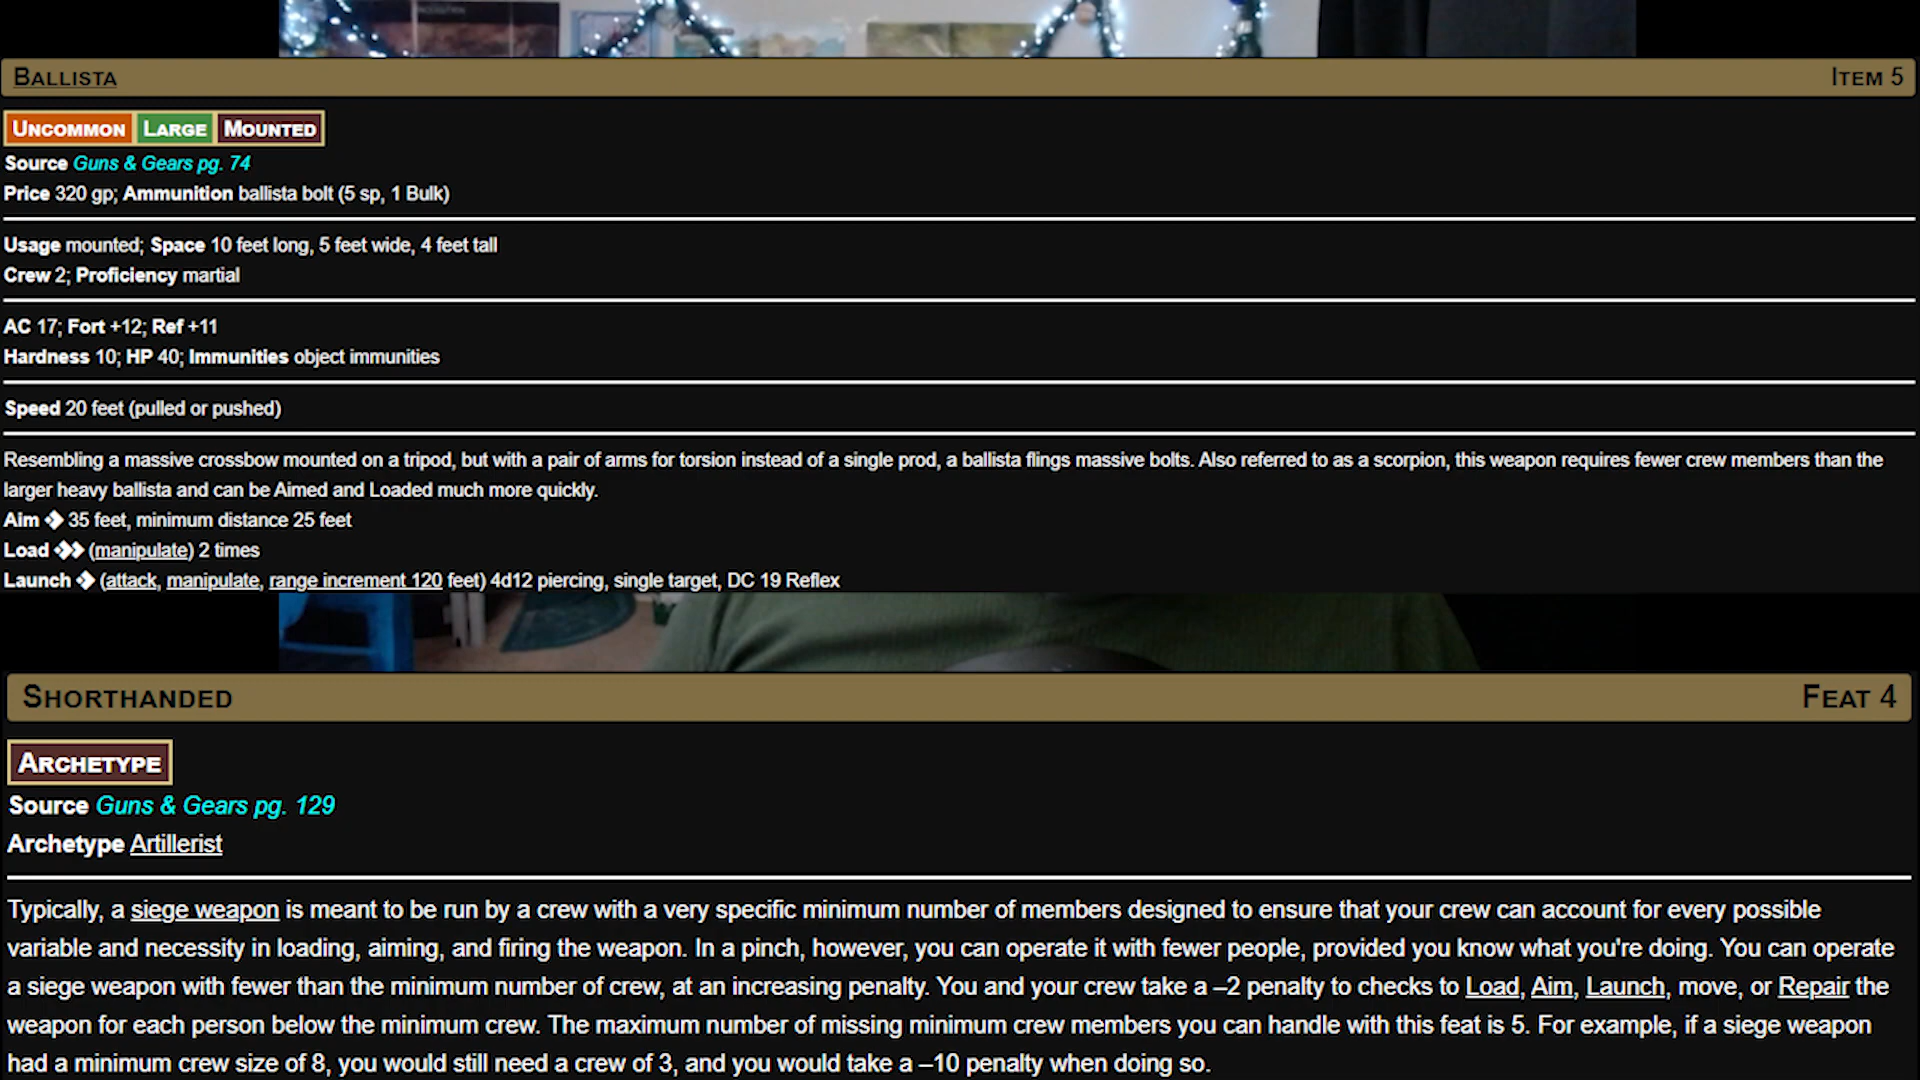 BALLISTA
ITEM 5
UNCOMMON LARGE MOUNTED
Source Guns & Gears pg. 74
Price 320 gp; Ammunition ballista bolt (5 sp, 1 Bulk)
Usage mounted; Space 10 feet long, 5 feet wide, 4 feet tall
Crew 2; Proficiency martial
AC 17; Fort +12; Ref +11
Hardness 10; HP 40; Immunities object immunities
Speed 20 feet (pulled or pushed)
Resembling a massive crossbow mounted on a tripod, but with a pair of arms for torsion instead of a single prod, a ballista flings massive bolts. Also referred to as a scorpion, this weapon requires fewer crew members than the
larger heavy ballista and can be Aimed and Loaded much more quickly.
Aim 35 feet, minimum distance 25 feet
Load (manipulate) 2 times
Launch (attack, manipulate, range increment 120 feet) 4d12 piercing, single target, DC 19 Reflex
SHORTHANDED
FEAT 4
ARCHETYPE
Source Guns & Gears pg. 129
Archetype Artillerist
Typically, a siege weapon is meant to be run by a crew with a very specific minimum number of members designed to ensure that your crew can account for every possible
variable and necessity in loading, aiming, and firing the weapon. In a pinch, however, you can operate it with fewer people, provided you know what you're doing. You can operate
a siege weapon with fewer than the minimum number of crew, at an increasing penalty. You and your crew take a –2 penalty to checks to Load, Aim, Launch, move, or Repair the
weapon for each person below the minimum crew. The maximum number of missing minimum crew members you can handle with this feat is 5. For example, if a siege weapon
had a minimum crew size of 8, you would still need a crew of 3, and you would take a –10 penalty when doing so.